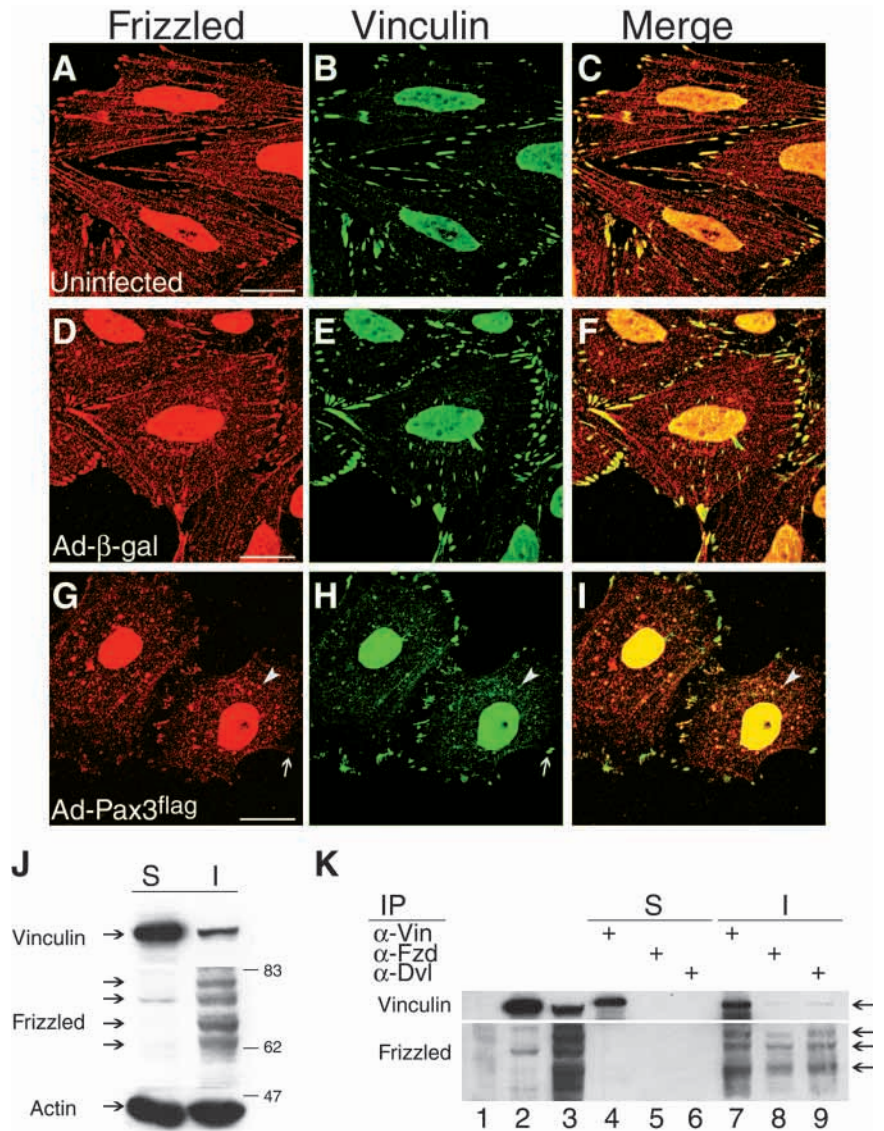 Frizzled Vinculin Merge
A B C
Uninfected
D E F
Ad-β-gal
G H I
Ad-Pax3flag
J
S I
Vinculin
83
Frizzled
62
47
Actin
K
IP S I
α-Vin + +
α-Fzd + +
α-Dvl + +
Vinculin
Frizzled
1 2 3 4 5 6 7 8 9